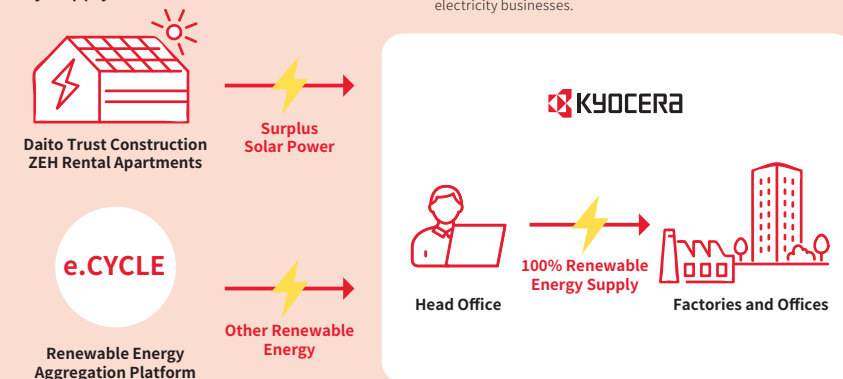 electricity businesses.
KYOCERA
Daito Trust Construction
ZEH Rental Apartments
Surplus
Solar Power
e.CYCLE
100% Renewable
Energy Supply
Head Office
Factories and Offices
Other Renewable
Energy
Renewable Energy
Aggregation Platform